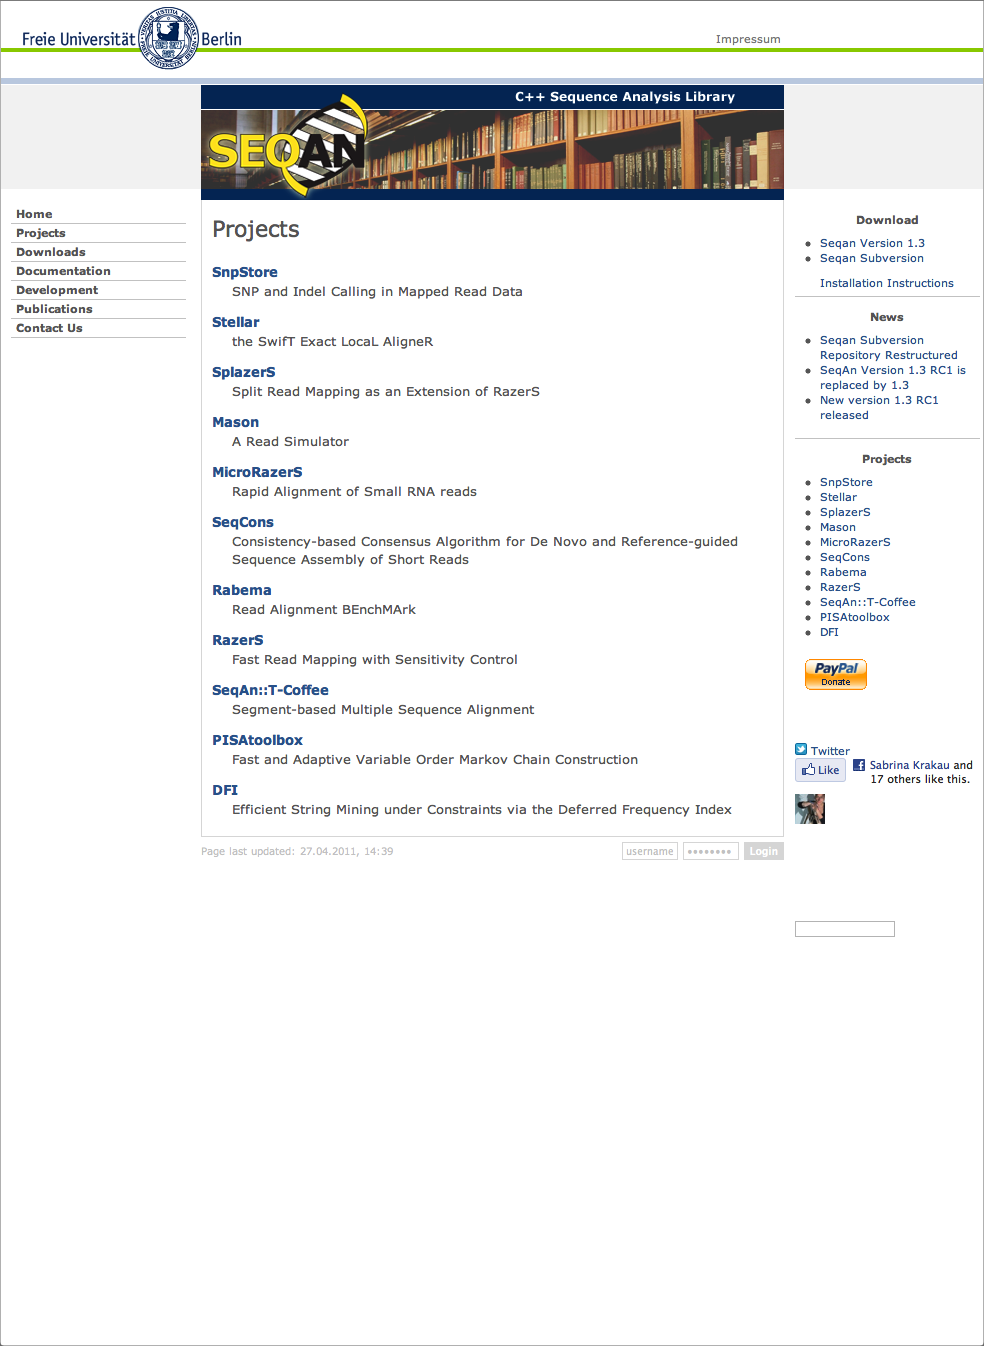 Freie Universität Berlin
Impressum
C++ Sequence Analysis Library
SEQAN
Home
Projects
Downloads
Documentation
Development
Publications
Contact Us
Projects
SnpStore
SNP and Indel Calling in Mapped Read Data
Stellar
the SwifT Exact LocaL AligneR
SplazerS
Split Read Mapping as an Extension of RazerS
Mason
A Read Simulator
MicroRazerS
Rapid Alignment of Small RNA reads
SeqCons
Consistency-based Consensus Algorithm for De Novo and Reference-guided
Sequence Assembly of Short Reads
Rabema
Read Alignment BEnchMArk
RazerS
Fast Read Mapping with Sensitivity Control
SeqAn::T-Coffee
Segment-based Multiple Sequence Alignment
PISAtoolbox
Fast and Adaptive Variable Order Markov Chain Construction
DFI
Efficient String Mining under Constraints via the Deferred Frequency Index
Page last updated: 27.04.2011, 14:39
username
••••••••
Login
Download
Seqan Version 1.3
Seqan Subversion
Installation Instructions
News
Seqan Subversion
Repository Restructured
SeqAn Version 1.3 RC1 is
replaced by 1.3
New version 1.3 RC1
released
Projects
SnpStore
Stellar
SplazerS
Mason
MicroRazerS
SeqCons
Rabema
RazerS
SeqAn::T-Coffee
PISAtoolbox
DFI
PayPal
Donate
Twitter
Like
Sabrina Krakau and
17 others like this.